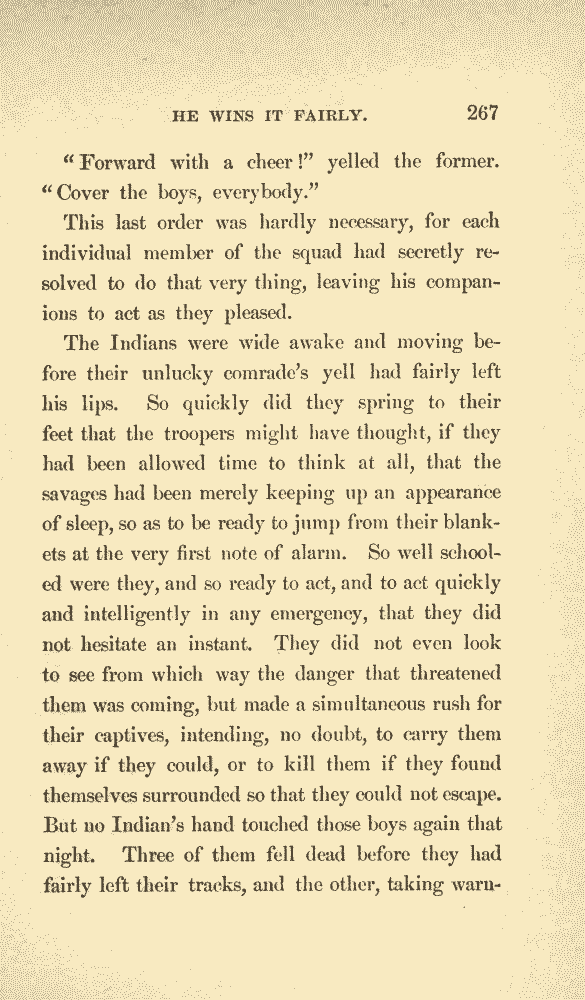 HE WINS IT FAIRLY. 267
“Forward with a cheer!” yelled the former.
“Cover the boys, everybody.”
This last order was hardly necessary, for each
individual member of the squad had secretly re-
solved to do that very thing, leaving his compan-
ions to act as they pleased.
The Indians were wide awake and moving be-
fore their unlucky comrade’s yell had fairly left
his lips. So quickly did they spring to their
feet that the troopers might have thought, if they
had been allowed time to think at all, that the
savages had been merely keeping up an appearance
of sleep, so as to be ready to jump from their blank-
ets at the very first note of alarm. So well school-
ed were they, and so ready to act, and to act quickly
and intelligently in any emergency, that they did
not hesitate an instant. They did not even look
to see from which way the danger that threatened
them was coming, but made a simultaneous rush for
their captives, intending, no doubt, to carry them
away if they could, or to kill them if they found
themselves surrounded so that they could not escape.
But no Indian’s hand touched those boys again that
night. Three of them fell dead before they had
fairly left their tracks, and the other, taking warn-